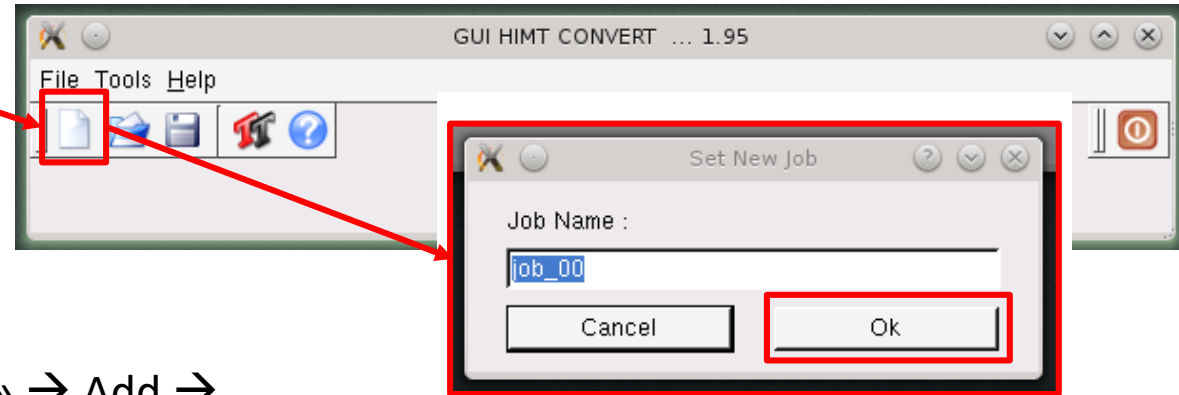 GUI HIMT CONVERT ... 1.95
File Tools Help
Set New Job
Job Name :
job_00
Cancel Ok
» → Add →